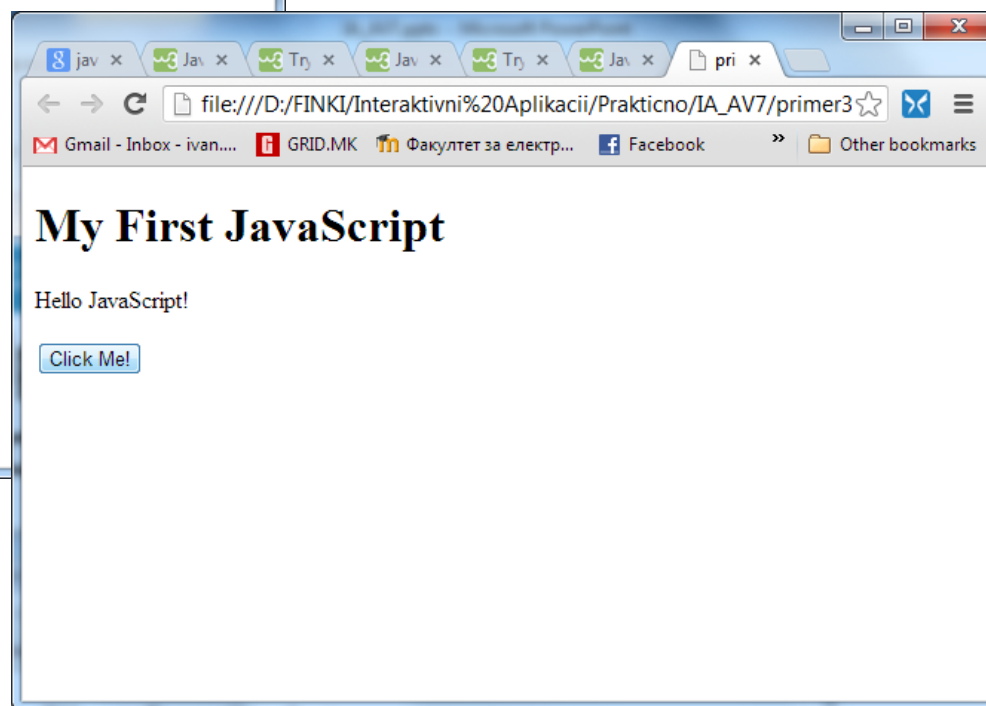 jav Jav Try Jav Try Jav pri
file:///D:/FINKI/Interaktivni%20Aplikacii/Prakticno/IA_AV7/primer3
Gmail - Inbox - ivan.... GRID.MK Факултет за електр... Facebook » Other bookmarks
My First JavaScript
Hello JavaScript!
Click Me!